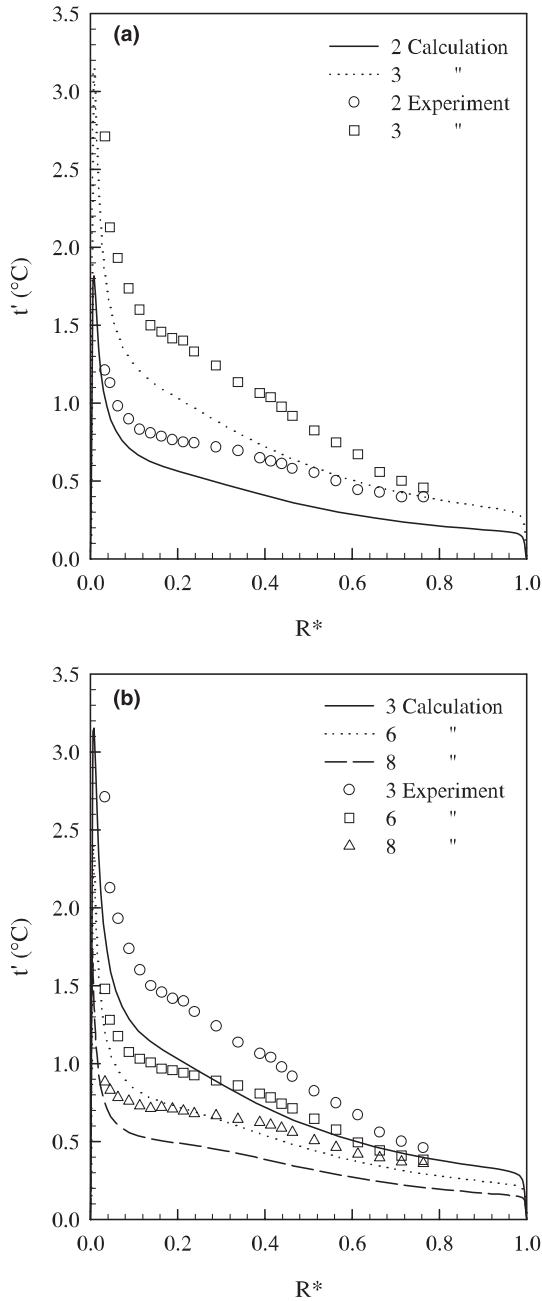 (a)
2 Calculation
3 "
2 Experiment
3 "
3.5
3.0
2.5
2.0
1.5
1.0
0.5
0.0
t' (°C)
0.0 0.2 0.4 0.6 0.8 1.0
R*
(b)
3 Calculation
6 "
8 "
3 Experiment
6 "
8 "
3.5
3.0
2.5
2.0
1.5
1.0
0.5
0.0
t' (°C)
0.0 0.2 0.4 0.6 0.8 1.0
R*